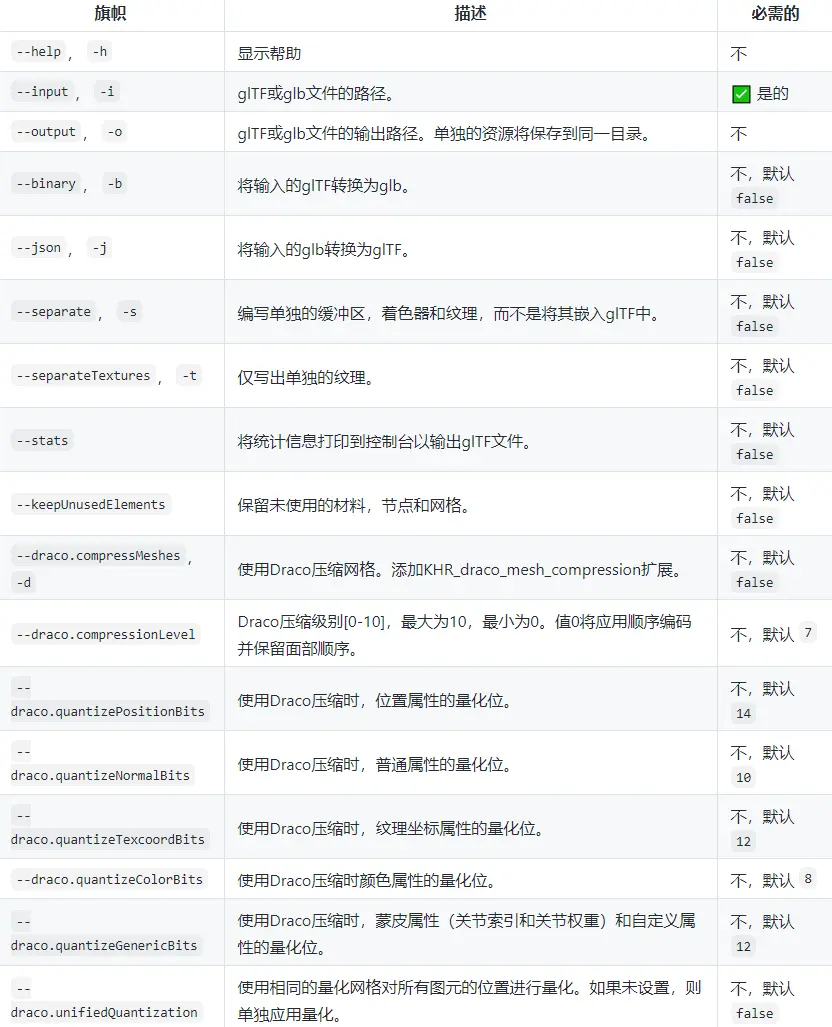 旗帜 描述 必需的
--help， -h 显示帮助 不
--input， -i glTF或glb文件的路径。 ✅ 是的
--output， -o glTF或glb文件的输出路径。单独的资源将保存到同一目录。 不
--binary， -b 将输入的glTF转换为glb。 不，默认
false
--json， -j 将输入的glb转换为glTF。 不，默认
false
--separate， -s 编写单独的缓冲区，着色器和纹理，而不是将其嵌入glTF中。 不，默认
false
--separateTextures， -t 仅写出单独的纹理。 不，默认
false
--stats 将统计信息打印到控制台以输出glTF文件。 不，默认
false
--keepUnusedElements 保留未使用的材料，节点和网格。 不，默认
false
--draco.compressMeshes，
-d 使用Draco压缩网格。添加KHR_draco_mesh_compression扩展。 不，默认
false
--draco.compressionLevel Draco压缩级别[0-10]，最大为10，最小为0。值0将应用顺序编码
并保留面部顺序。 不，默认 7
--
draco.quantizePositionBits 使用Draco压缩时，位置属性的量化位。 不，默认
14
--
draco.quantizeNormalBits 使用Draco压缩时，普通属性的量化位。 不，默认
10
--
draco.quantizeTexcoordBits 使用Draco压缩时，纹理坐标属性的量化位。 不，默认
12
--draco.quantizeColorBits 使用Draco压缩时颜色属性的量化位。 不，默认 8
--
draco.quantizeGenericBits 使用Draco压缩时，蒙皮属性（关节索引和关节权重）和自定义属
性的量化位。 不，默认
12
--
draco.unifiedQuantization 使用相同的量化网格对所有图元的位置进行量化。如果未设置，则
单独应用量化。 不，默认
false